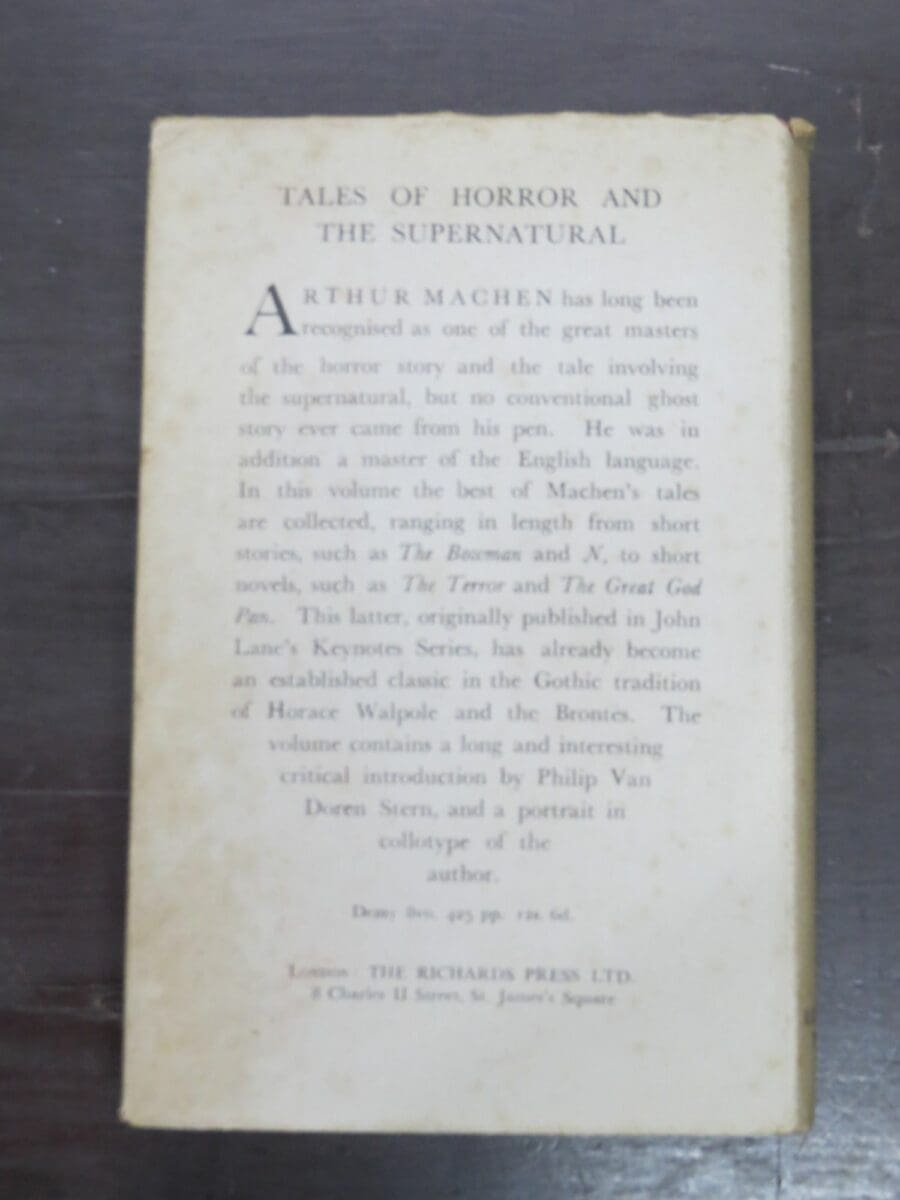 TALES OF HORROR AND
THE SUPERNATURAL
ARTHUR MACHEN has long been
recognised as one of the great masters
of the horror story and the tale involving
the supernatural, but no conventional ghost
story ever came from his pen. He was in
addition a master of the English language.
In this volume the best of Machen's tales
are collected, ranging in length from short
stories, such as The Bowman and N, to short
novels, such as The Terror and The Great God
Pan. This latter, originally published in John
Lane's Keynotes Series, has already become
an established classic in the Gothic tradition
of Horace Walpole and the Brontes. The
volume contains a long and interesting
critical introduction by Philip Van
Doren Stern, and a portrait in
collotype of the
author.
Demy 8vo. 425 pp. 12s. 6d.
London: THE RICHARDS PRESS LTD.
8 Charles II Street, St. James's Square